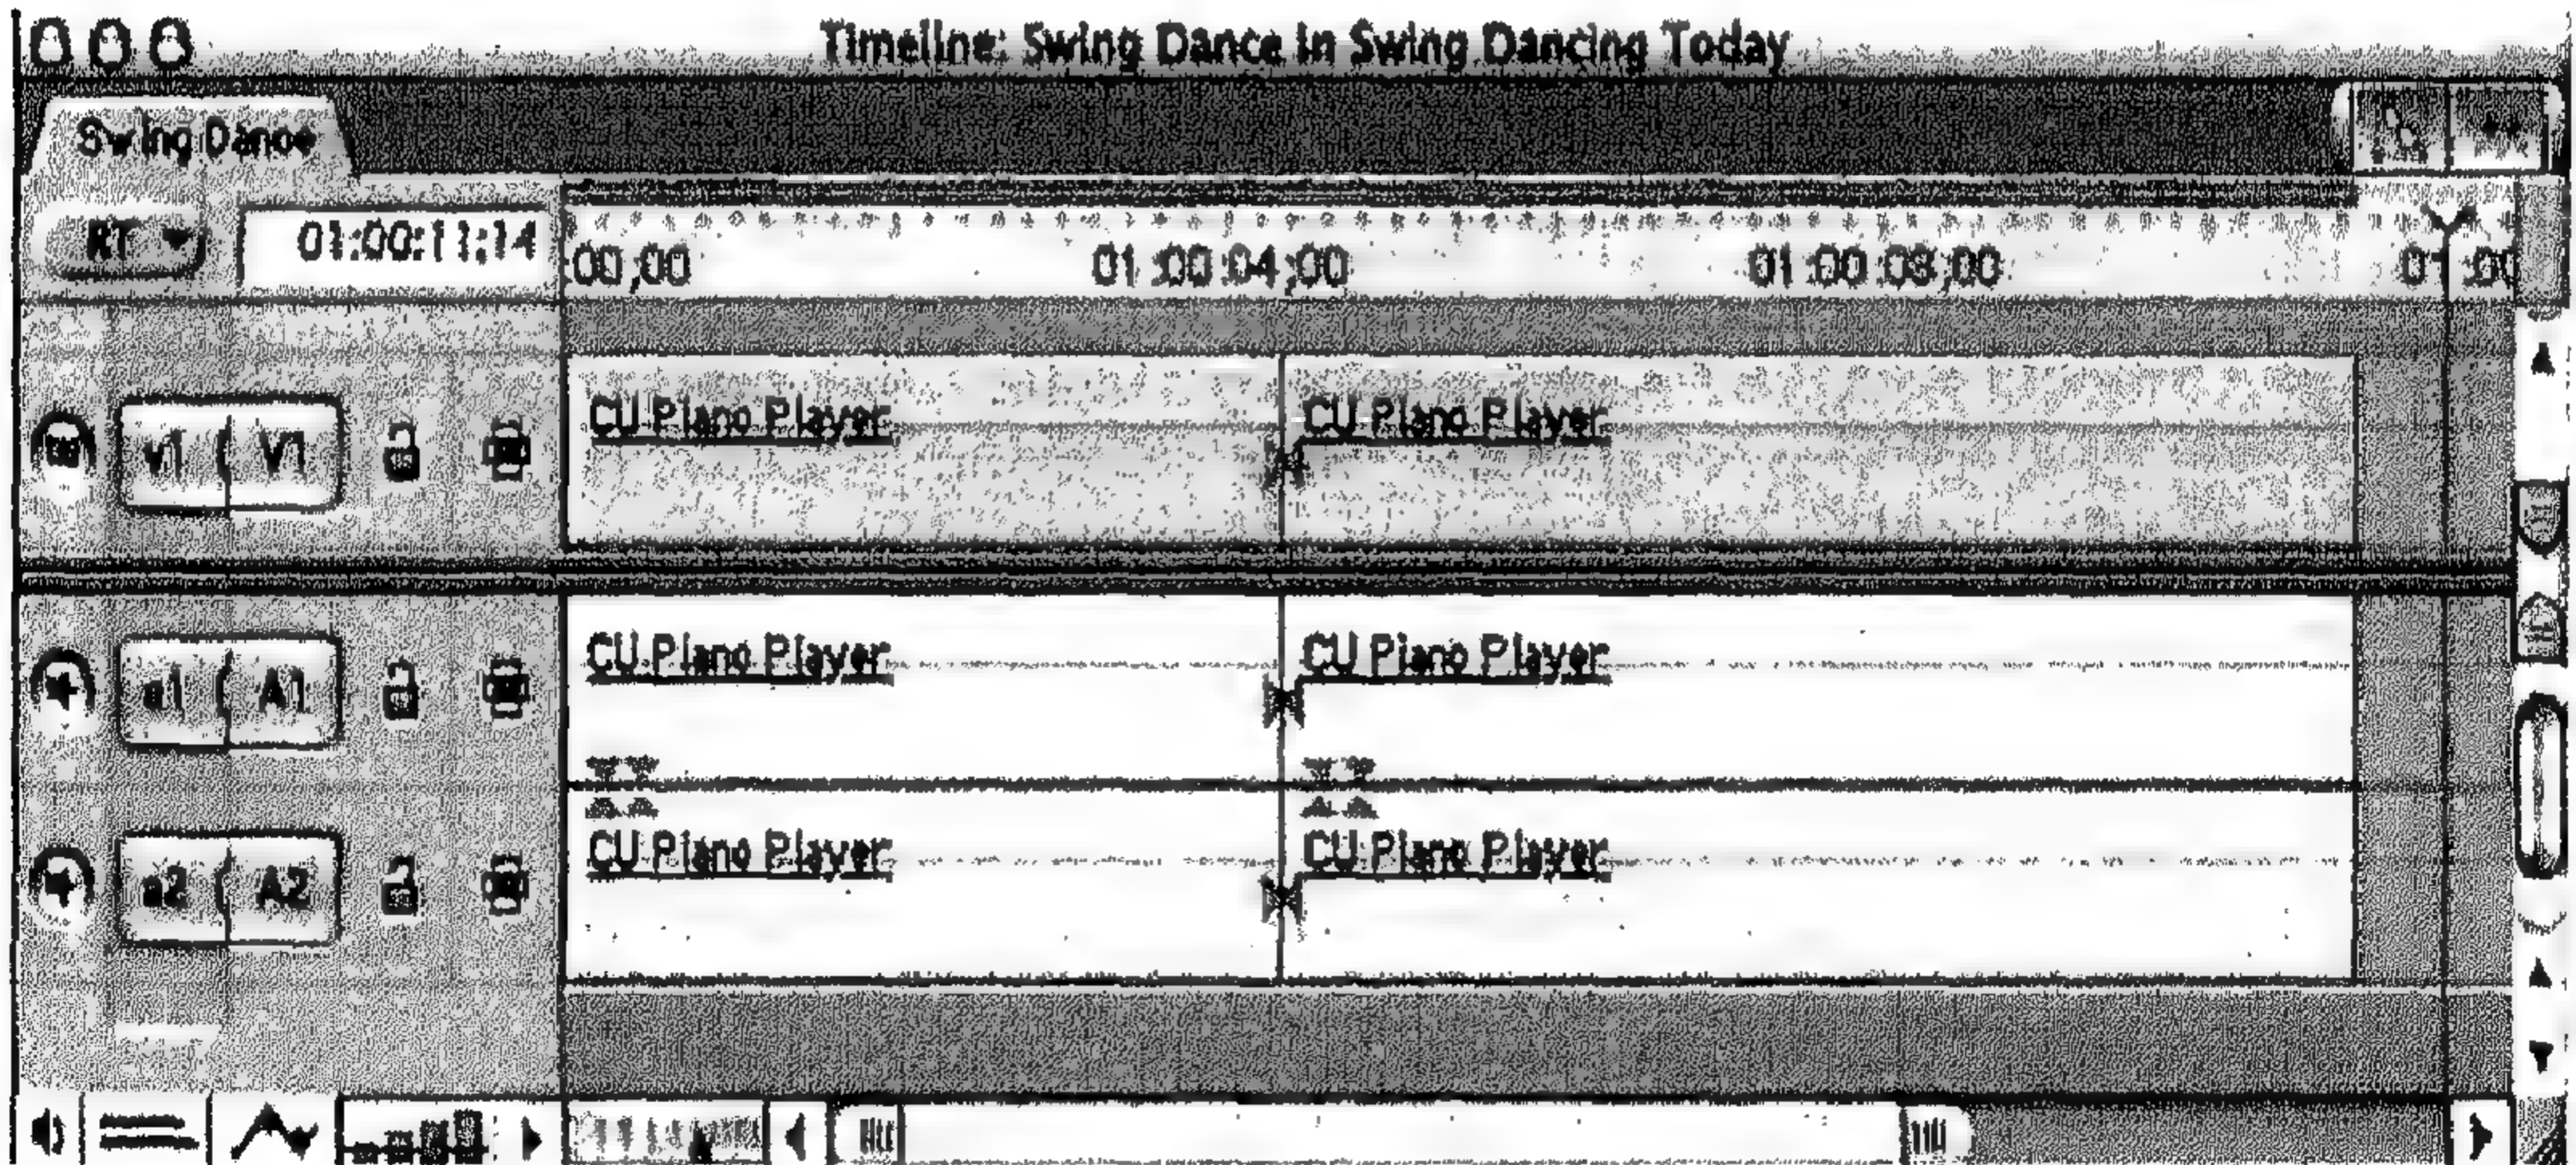 Timeline: Swing Dance in Swing Dancing Today
Swing Dance
RT 01:00:11;14 00;00 01:00:04;00 01:00:08;00 01:00
CU Piano Player CU Piano Player
v1 V1
CU Piano Player CU Piano Player
a1 A1
CU Piano Player CU Piano Player
a2 A2